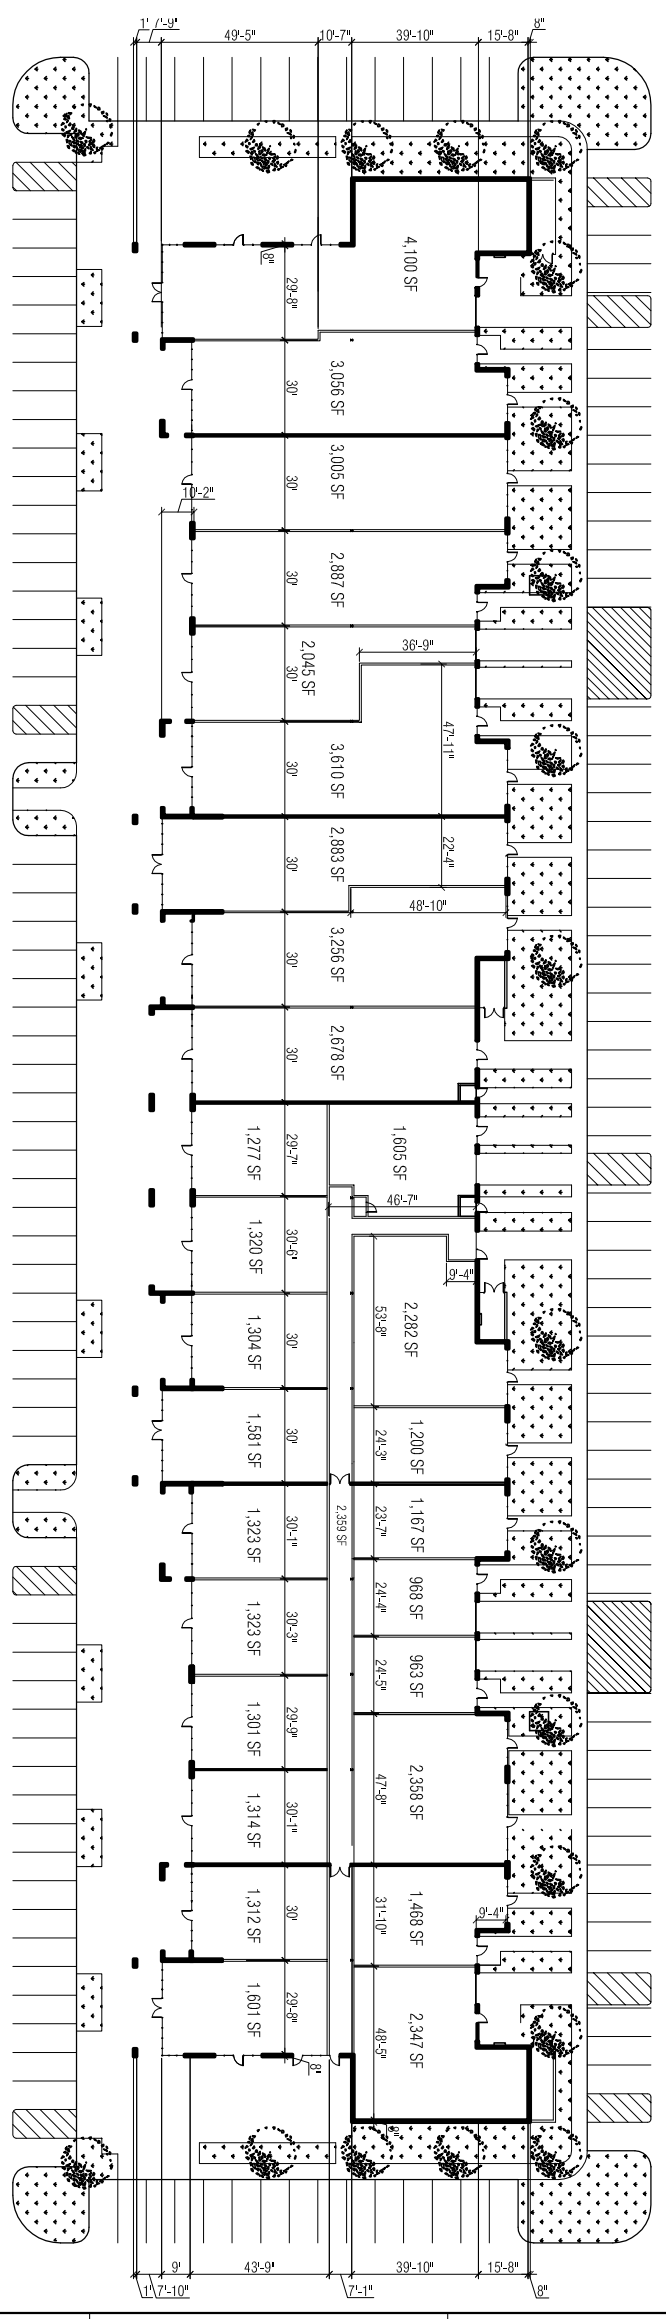 1'
7'-9"
49'-5"
10'-7"
39'-10"
15'-8"
8"
4,100 SF
8"
29'-8"
3,056 SF
30'
3,005 SF
30'
10'-2"
2,887 SF
30'
36'-9"
2,045 SF
30'
47'-11"
3,610 SF
30'
2,883 SF
30'
22'-4"
48'-10"
3,256 SF
30'
2,678 SF
30'
1,277 SF
29'-7"
1,605 SF
46'-7"
1,320 SF
30'-6"
9'-4"
1,304 SF
30'
53'-8"
2,282 SF
1,581 SF
30'
24'-3"
1,200 SF
1,323 SF
30'-1"
2,359 SF
23'-7"
1,167 SF
1,323 SF
30'-3"
24'-4"
968 SF
24'-5"
963 SF
1,301 SF
29'-9"
1,314 SF
30'-1"
47'-8"
2,358 SF
1,312 SF
30'
31'-10"
1,468 SF
9'-4"
1,601 SF
29'-8"
48'-5"
2,347 SF
8"
8"
9'
43'-9"
39'-10"
15'-8"
1'
7'-10"
7'-1"
8"